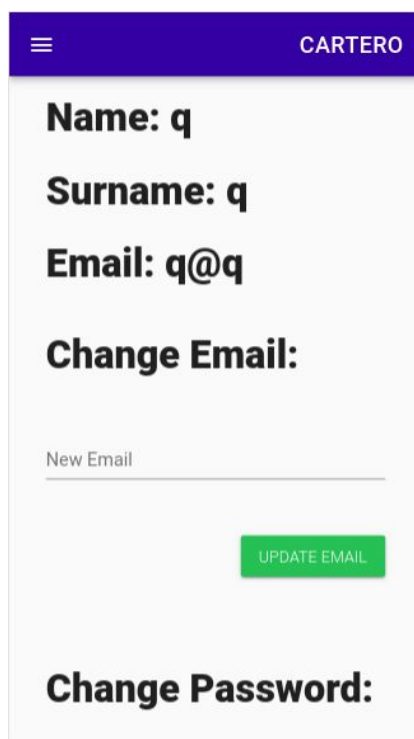 CARTERO
Name: q
Surname: q
Email: q@q
Change Email:
New Email
UPDATE EMAIL
Change Password: